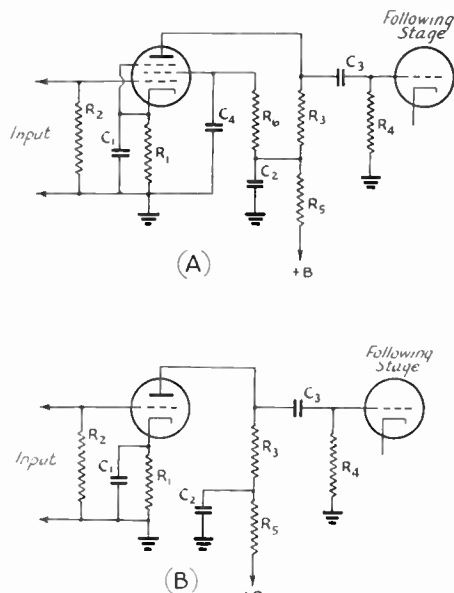 Following
Stage
C3
R2
Input
C1
R1
C4
R6
R3
C2
R4
R5
+B
(A)
Following
Stage
C3
R2
Input
C1
R1
R3
C2
R4
R5
(B)